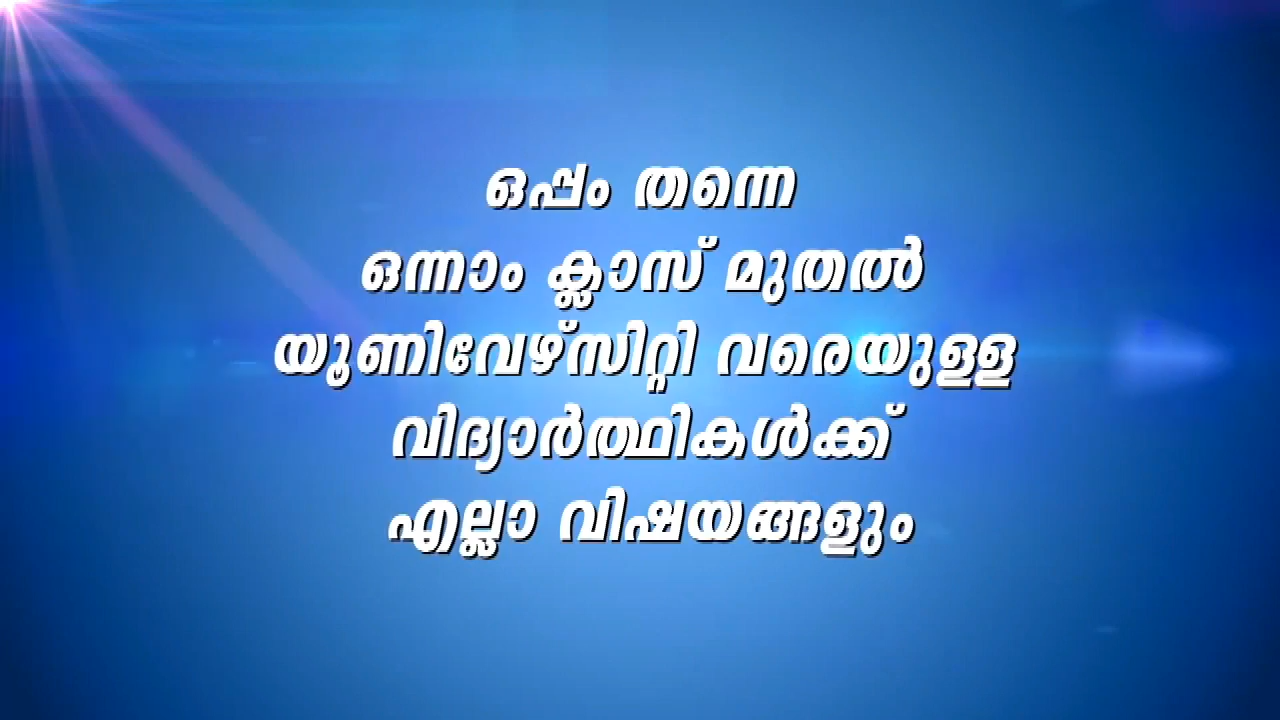 ഒപ്പം തന്നെ
ഒന്നാം ക്ലാസ് മുതൽ
യൂണിവേഴ്സിറ്റി വരെയുള്ള
വിദ്യാർത്ഥികൾക്ക്
എല്ലാ വിഷയങ്ങളും